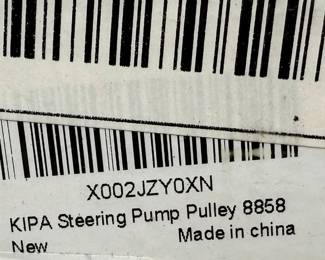 X002JZY0XN
KIPA Steering Pump Pulley 8858
New Made in china